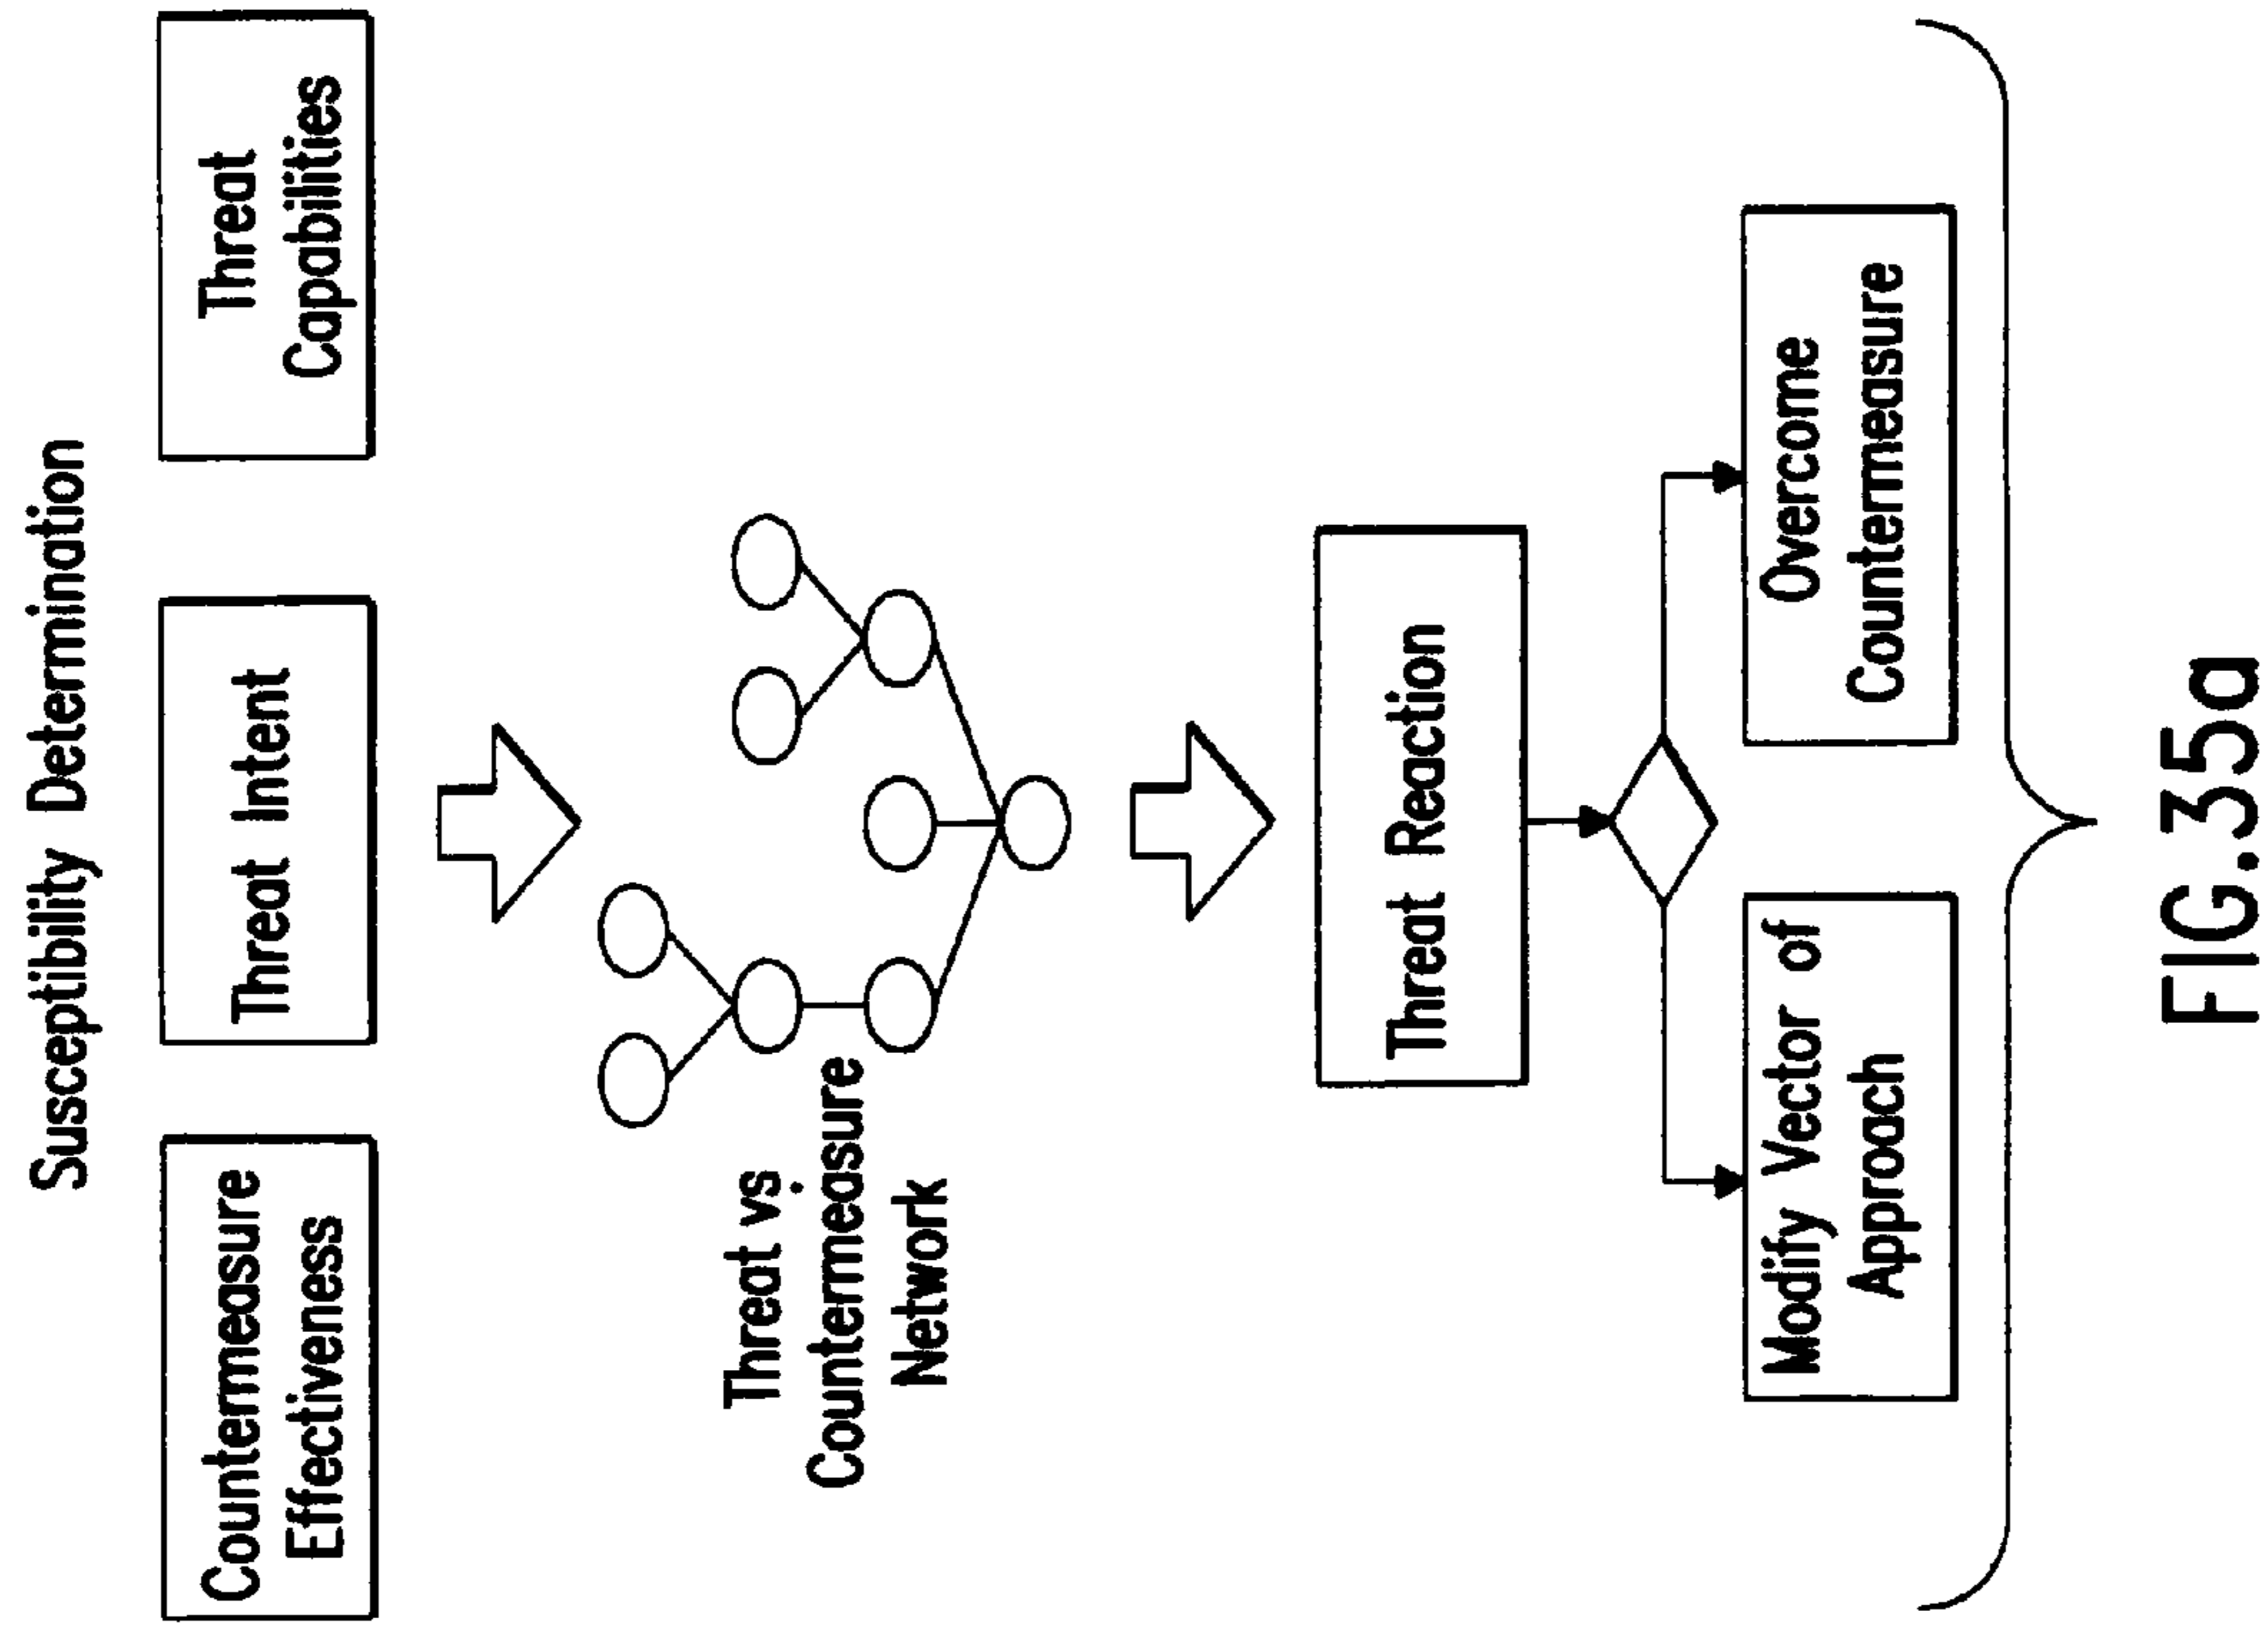 Susceptibility Determination
Countermeasure
Effectiveness
Threat Intent
Threat
Capabilities
Threat vs
Countermeasure
Network
Threat Reaction
Modify Vector of
Approach
Overcome
Countermeasure
FIG.35a